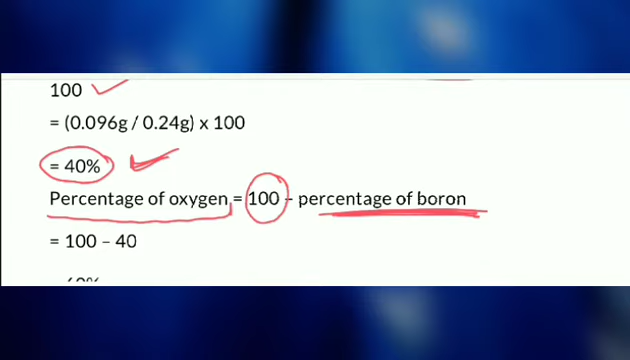 100
= (0.096g / 0.24g) x 100
= 40%
Percentage of oxygen = 100 - percentage of boron
= 100 – 40